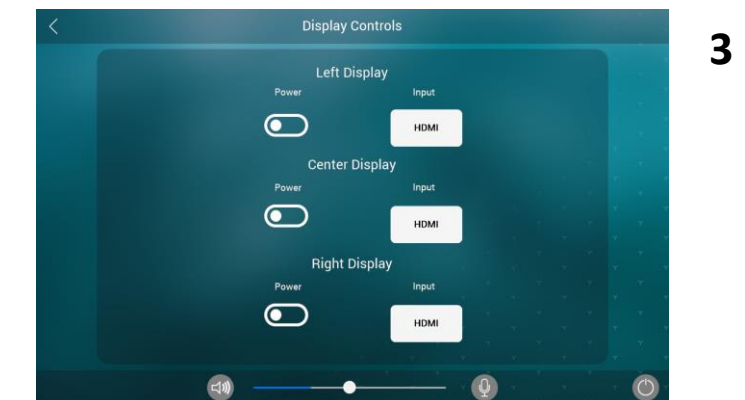 Display Controls
3
Left Display
Power Input
HDMI
Center Display
Power Input
HDMI
Right Display
Power Input
HDMI